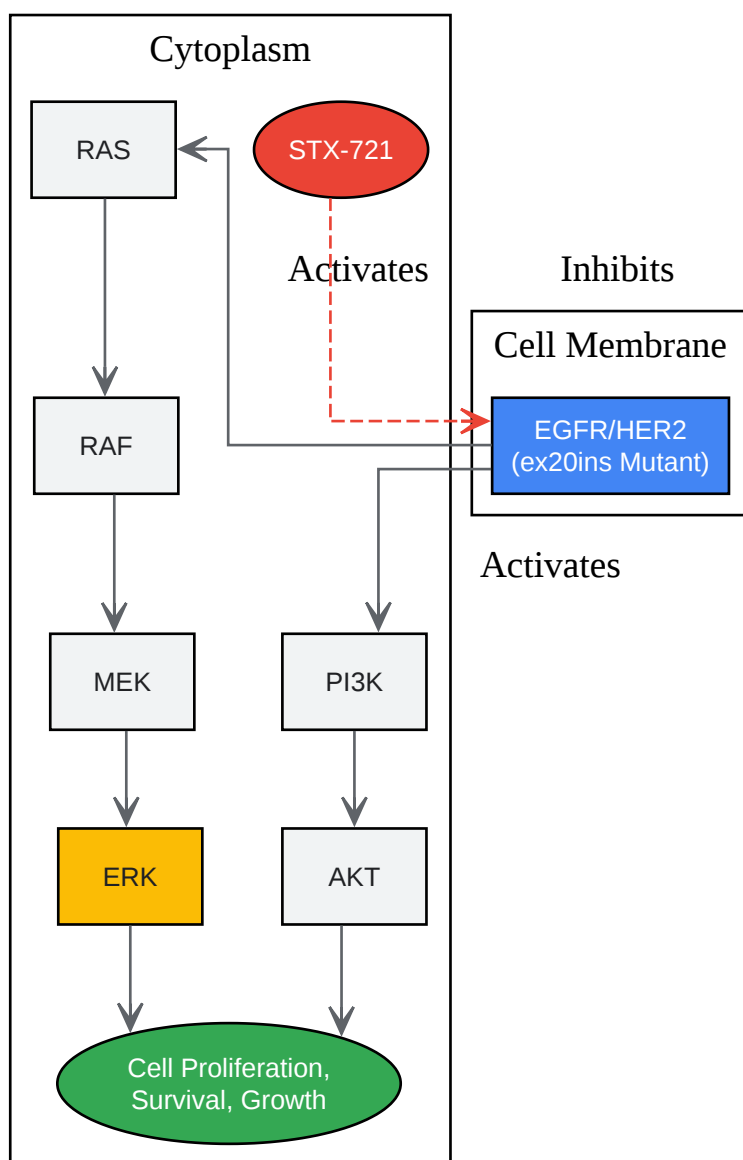 Cytoplasm
RAS
STX-721
Activates
Inhibits
Cell Membrane
EGFR/HER2
(ex20ins Mutant)
RAF
Activates
MEK
PI3K
ERK
AKT
Cell Proliferation,
Survival, Growth